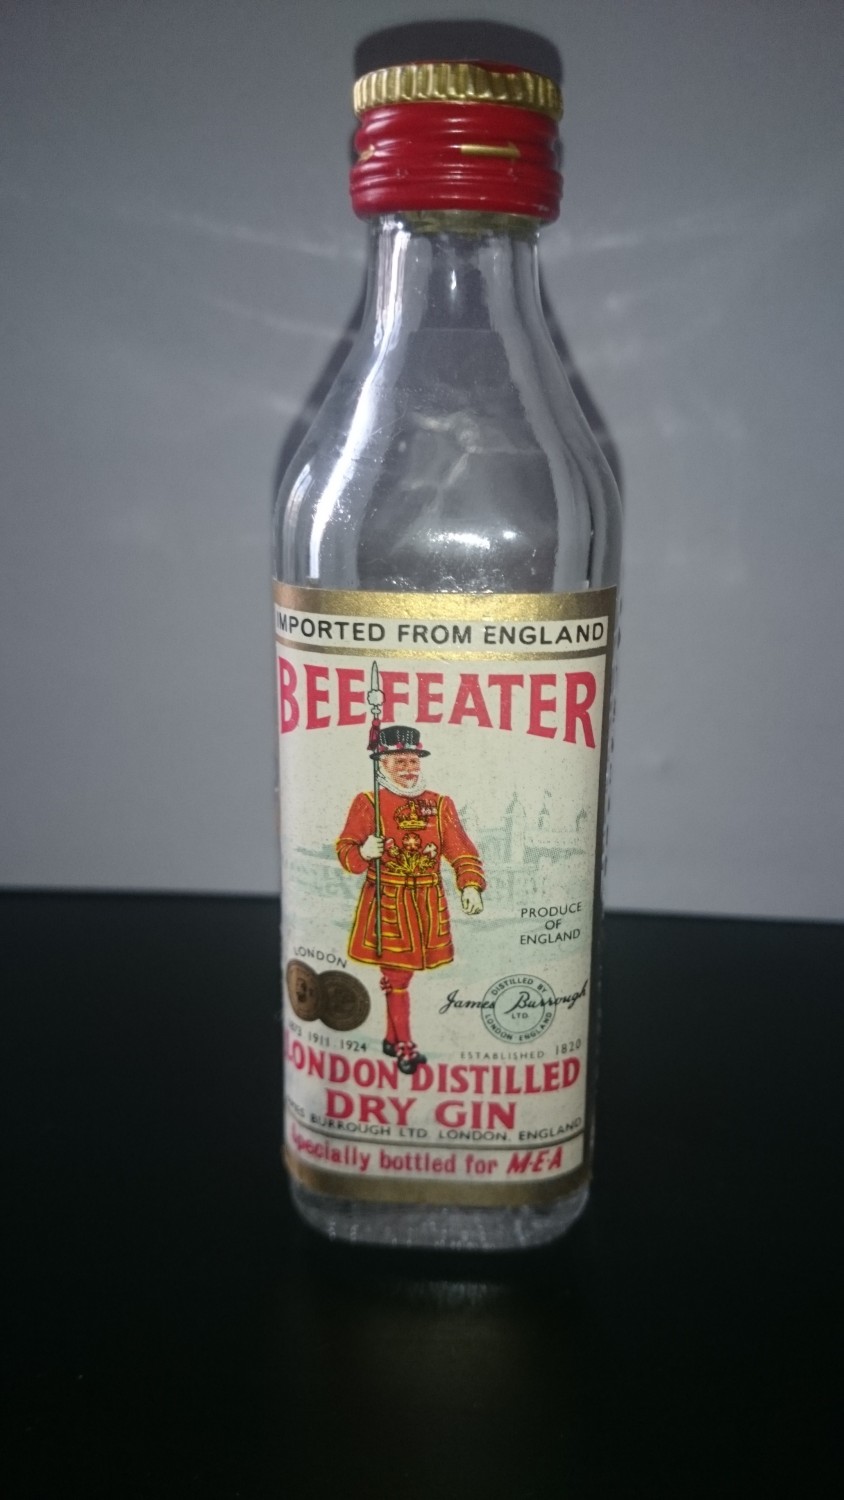 IMPORTED FROM ENGLAND
BEEFEATER
PRODUCE
OF
ENGLAND
LONDON
1911 1924
DISTILLED BY
James Burrough
LTD.
LONDON ENGLAND
ESTABLISHED 1820
LONDON DISTILLED
DRY GIN
BURROUGH LTD. LONDON. ENGLAND
Specially bottled for M·E·A